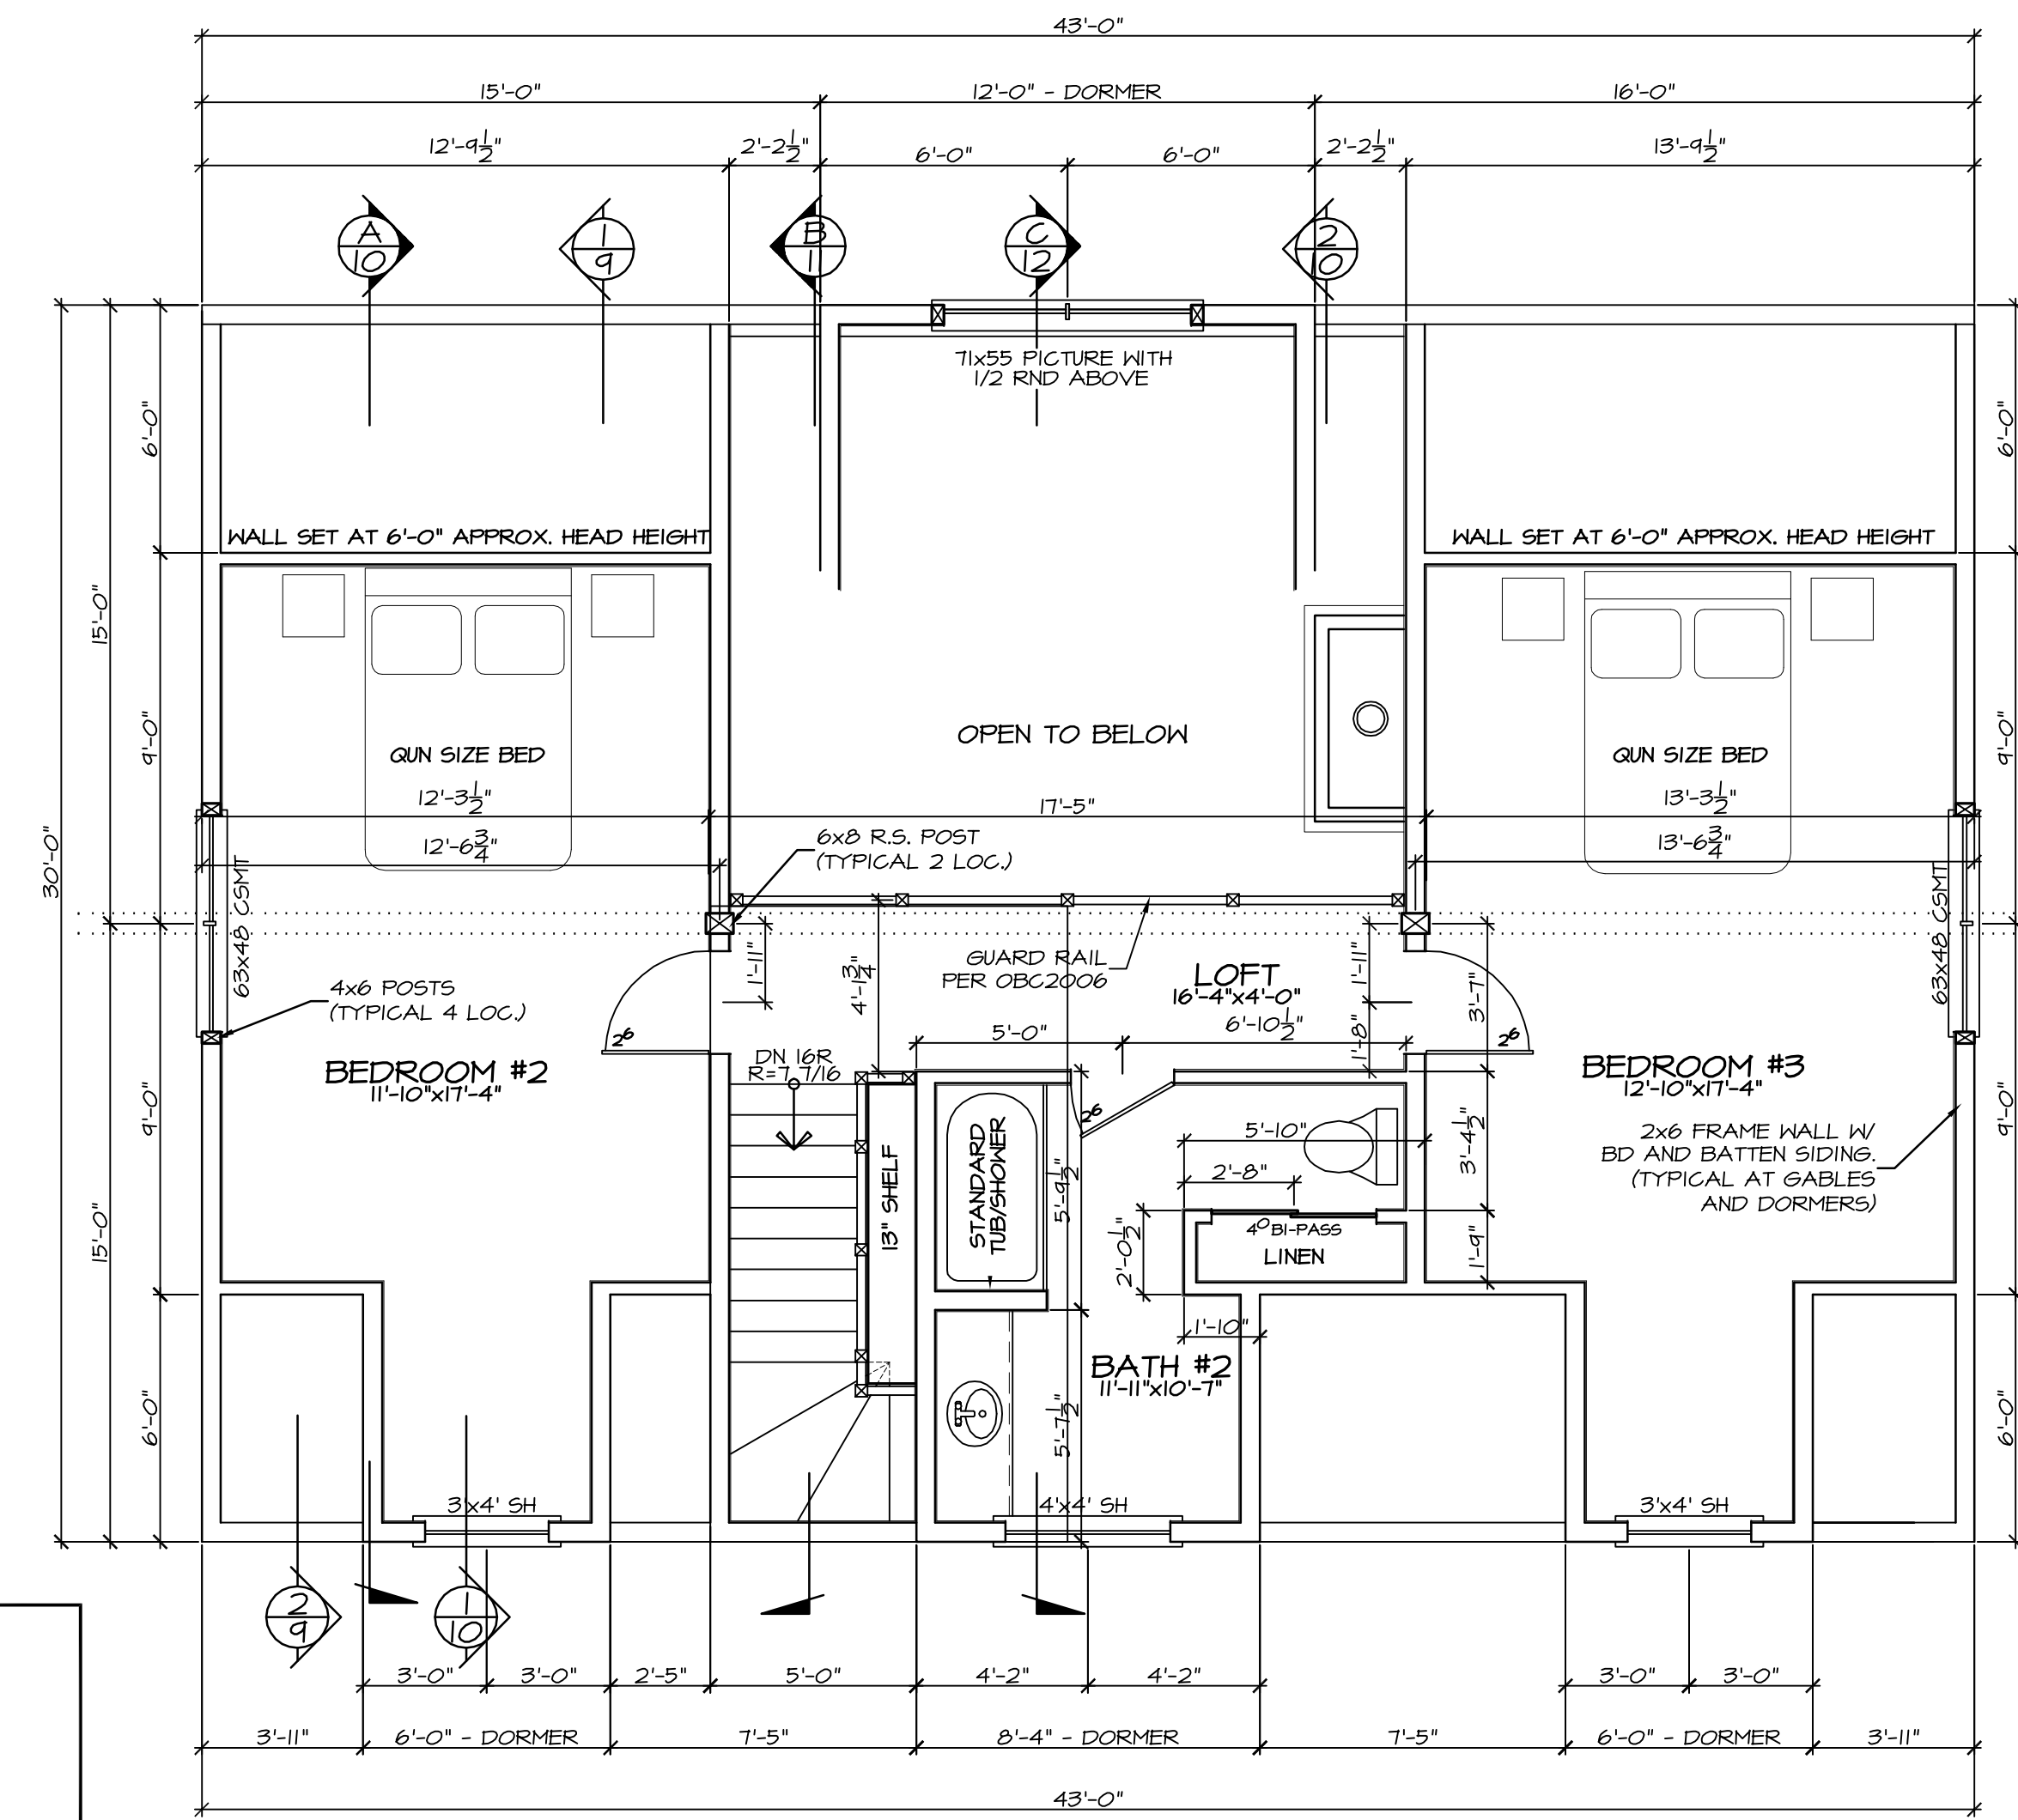 43'-0"
15'-0"
12'-0" - DORMER
16'-0"
12'-9 1/2"
2'-2 1/2"
6'-0"
6'-0"
2'-2 1/2"
13'-9 1/2"
A
10
1
9
B
11
C
12
2
10
71x55 PICTURE WITH
1/2 RND ABOVE
6'-0"
6'-0"
WALL SET AT 6'-0" APPROX. HEAD HEIGHT
WALL SET AT 6'-0" APPROX. HEAD HEIGHT
15'-0"
9'-0"
9'-0"
30'-0"
QUN SIZE BED
OPEN TO BELOW
QUN SIZE BED
12'-3 1/2"
17'-5"
13'-3 1/2"
12'-6 3/4"
13'-6 3/4"
6x8 R.S. POST
(TYPICAL 2 LOC.)
63x48 CSMT
63x48 CSMT
4x6 POSTS
(TYPICAL 4 LOC.)
1'-11"
4'-1 3/4"
GUARD RAIL
PER OBC2006
LOFT
16'-4"x4'-0"
1'-11"
3'-7"
5'-0"
6'-10 1/2"
1'-8"
2⁶
2⁶
DN 16R
R=7 7/16
BEDROOM #2
11'-10"x17'-4"
BEDROOM #3
12'-10"x17'-4"
9'-0"
9'-0"
2⁶
13" SHELF
STANDARD
TUB/SHOWER
5'-10"
3'-4 1/2"
2'-8"
5'-9 1/2"
2x6 FRAME WALL W/
BD AND BATTEN SIDING.
(TYPICAL AT GABLES
AND DORMERS)
15'-0"
2'-0 1/2"
4⁰ BI-PASS
LINEN
1'-9"
1'-10"
BATH #2
11'-11"x10'-7"
5'-7 1/2"
6'-0"
6'-0"
3'x4' SH
4'x4' SH
3'x4' SH
2
9
1
10
3'-0"
3'-0"
2'-5"
5'-0"
4'-2"
4'-2"
3'-0"
3'-0"
3'-11"
6'-0" - DORMER
7'-5"
8'-4" - DORMER
7'-5"
6'-0" - DORMER
3'-11"
43'-0"